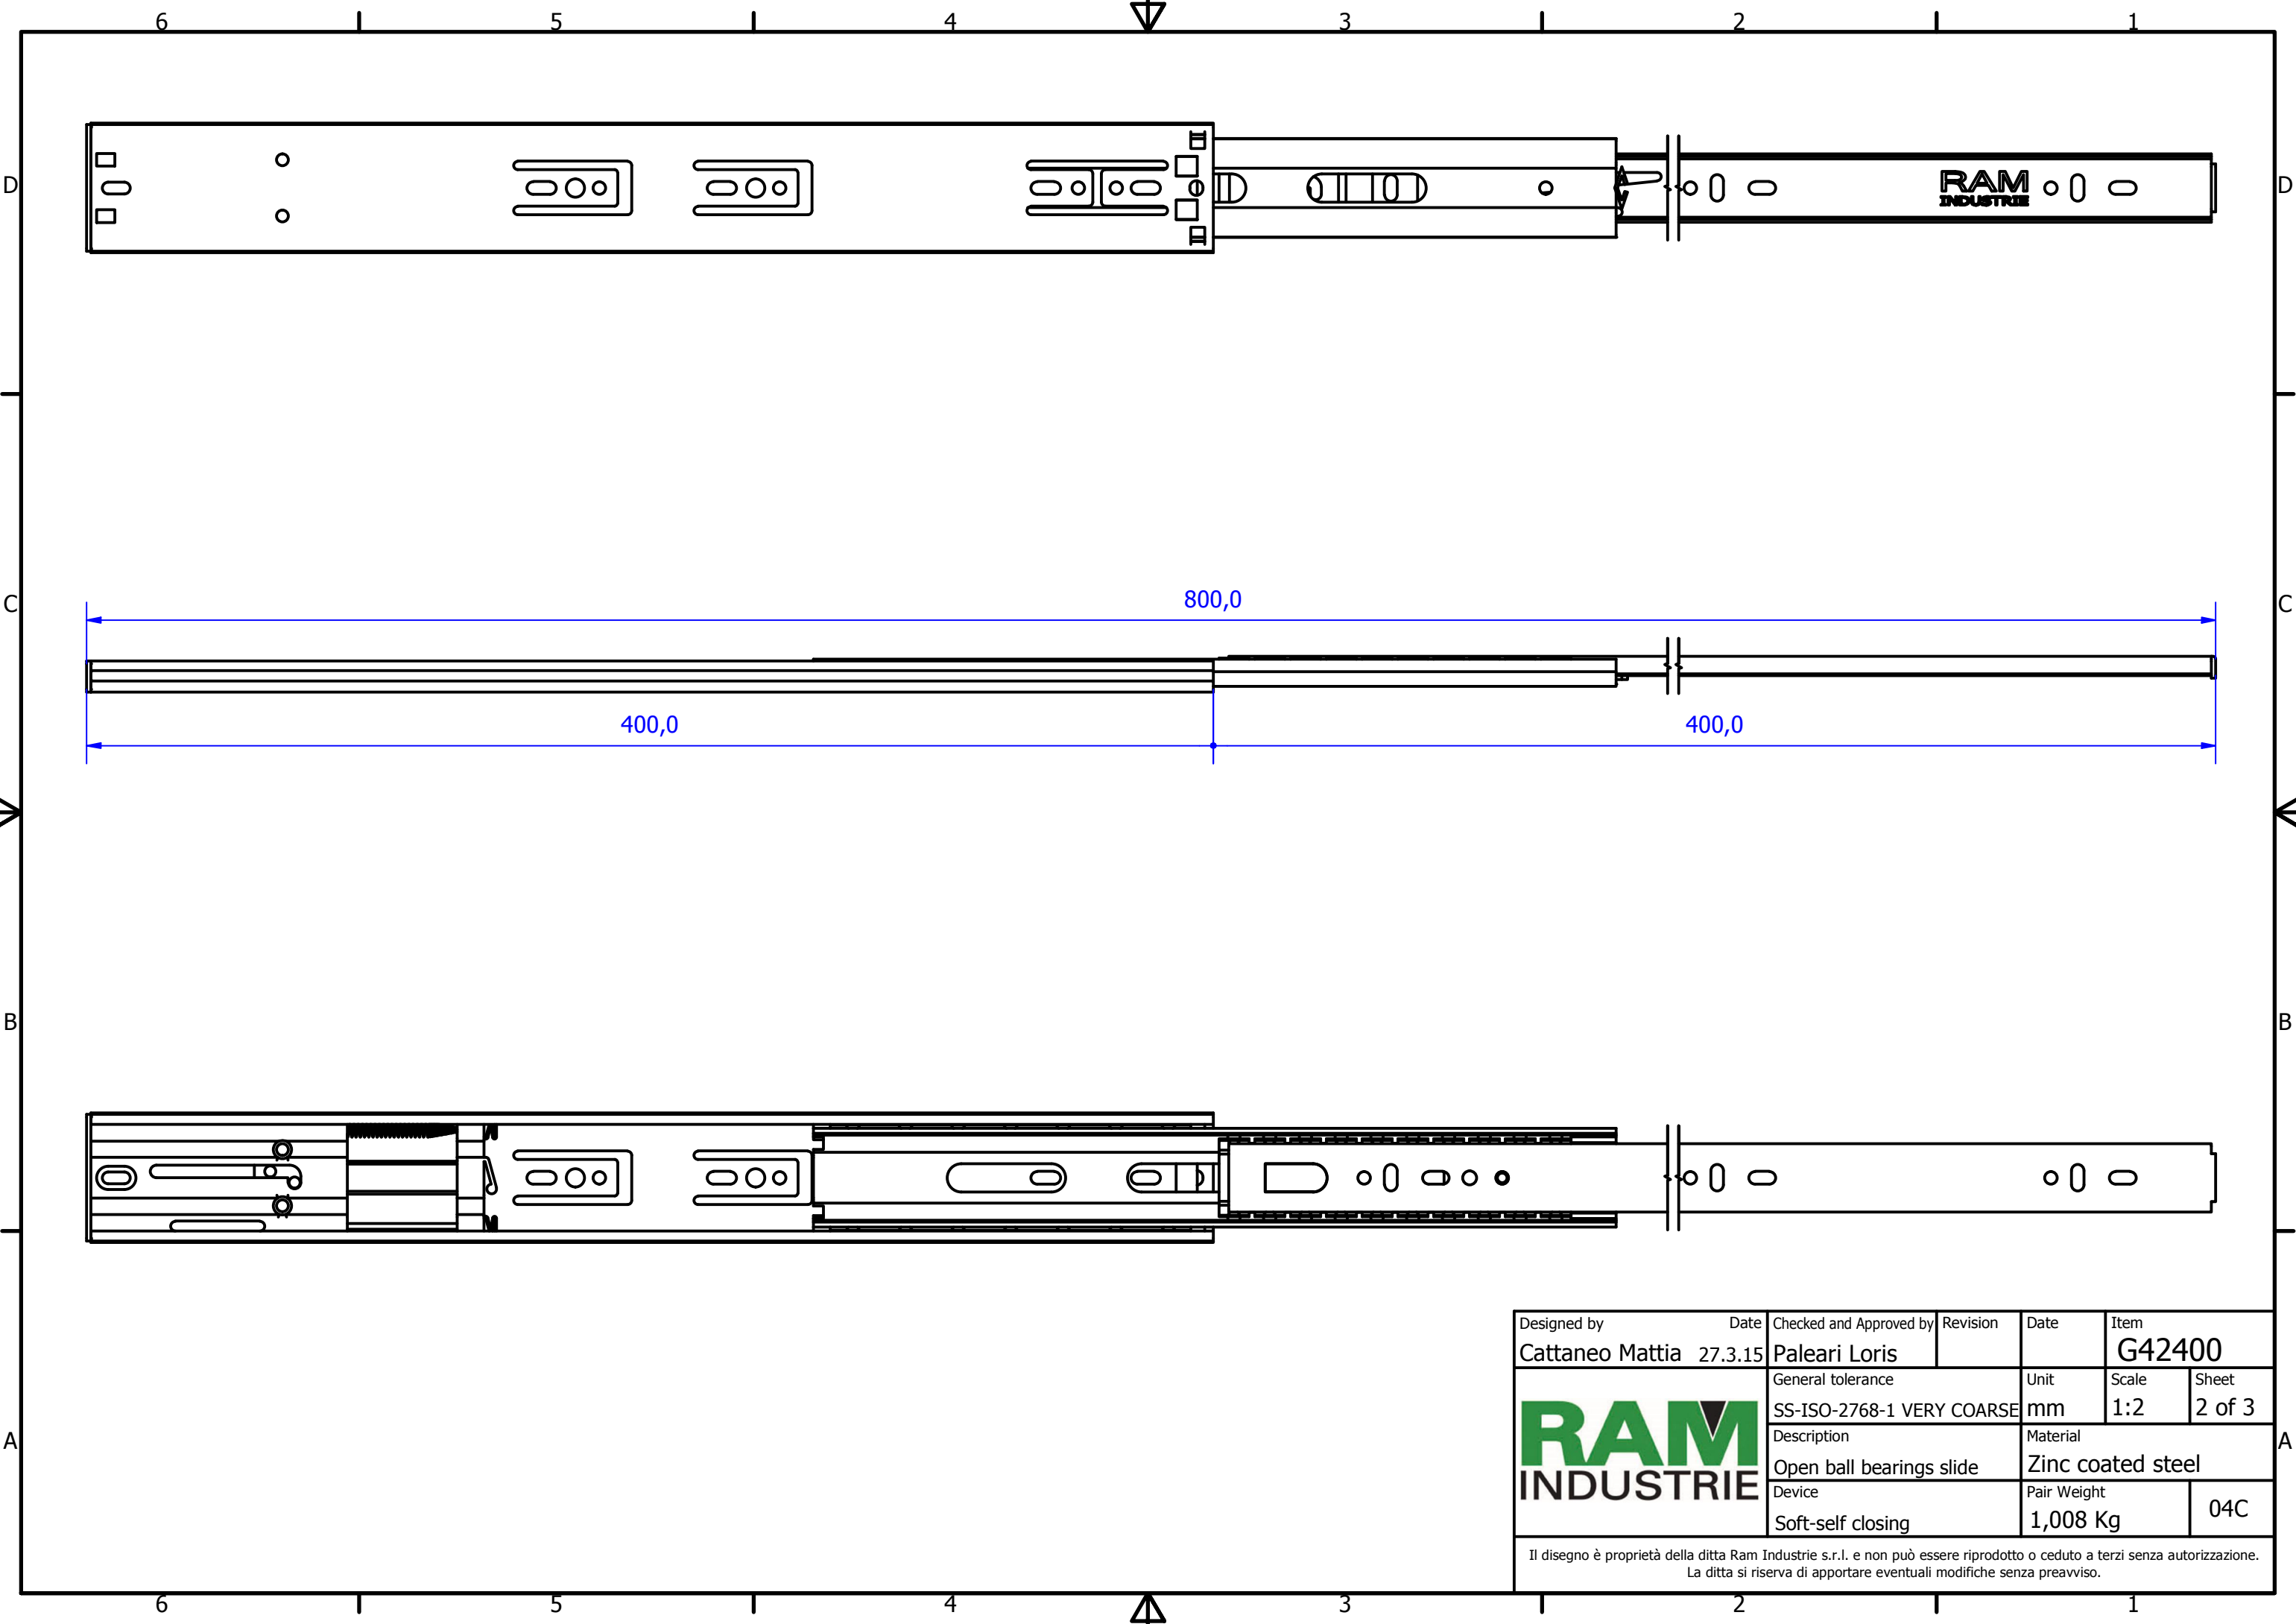 6 5 4 3 2 1
D D
RAM
INDUSTRIE
800,0
C C
400,0 400,0
B B
Designed by Date Checked and Approved by Revision Date Item
Cattaneo Mattia 27.3.15 Paleari Loris G42400
General tolerance Unit Scale Sheet
SS-ISO-2768-1 VERY COARSE mm 1:2 2 of 3
RAM
INDUSTRIE
A A
Description Material
Open ball bearings slide Zinc coated steel
Device Pair Weight
Soft-self closing 1,008 Kg 04C
Il disegno è proprietà della ditta Ram Industrie s.r.l. e non può essere riprodotto o ceduto a terzi senza autorizzazione.
La ditta si riserva di apportare eventuali modifiche senza preavviso.
6 5 4 3 2 1